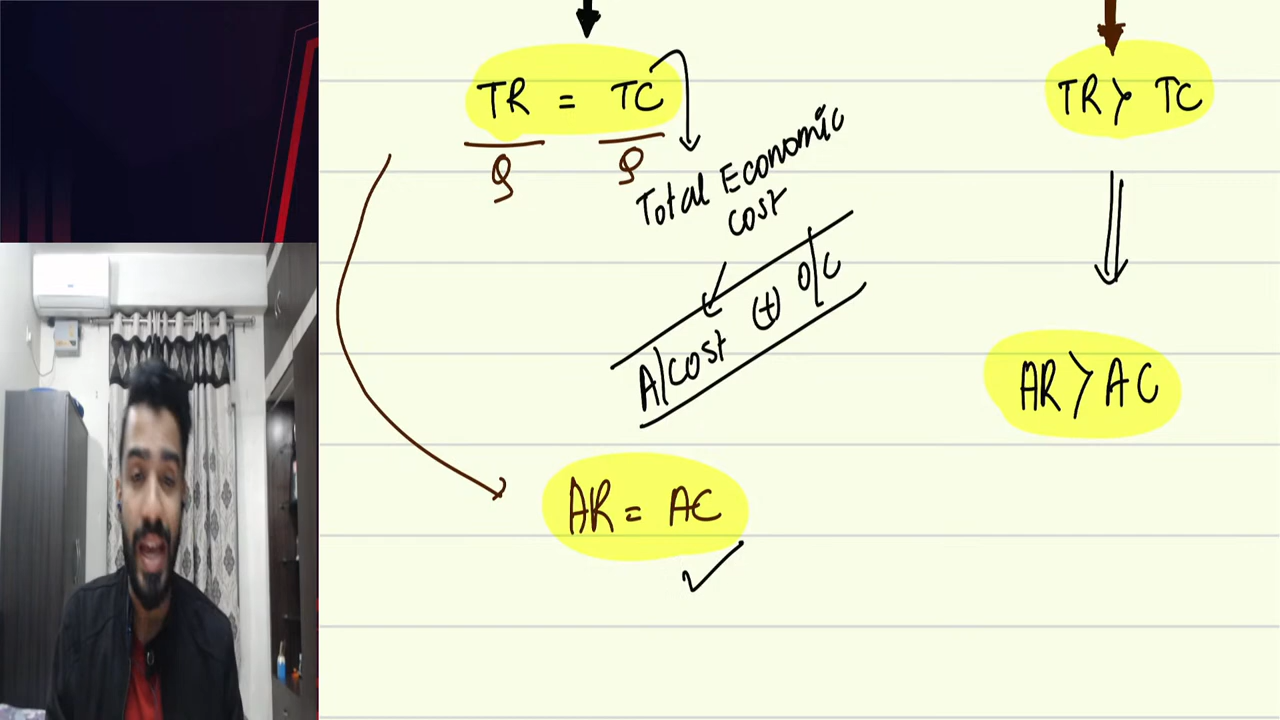 TR = TC
Q Q
Total Economic
cost
A/cost (+) O/C
AR = AC
TR > TC
AR > AC